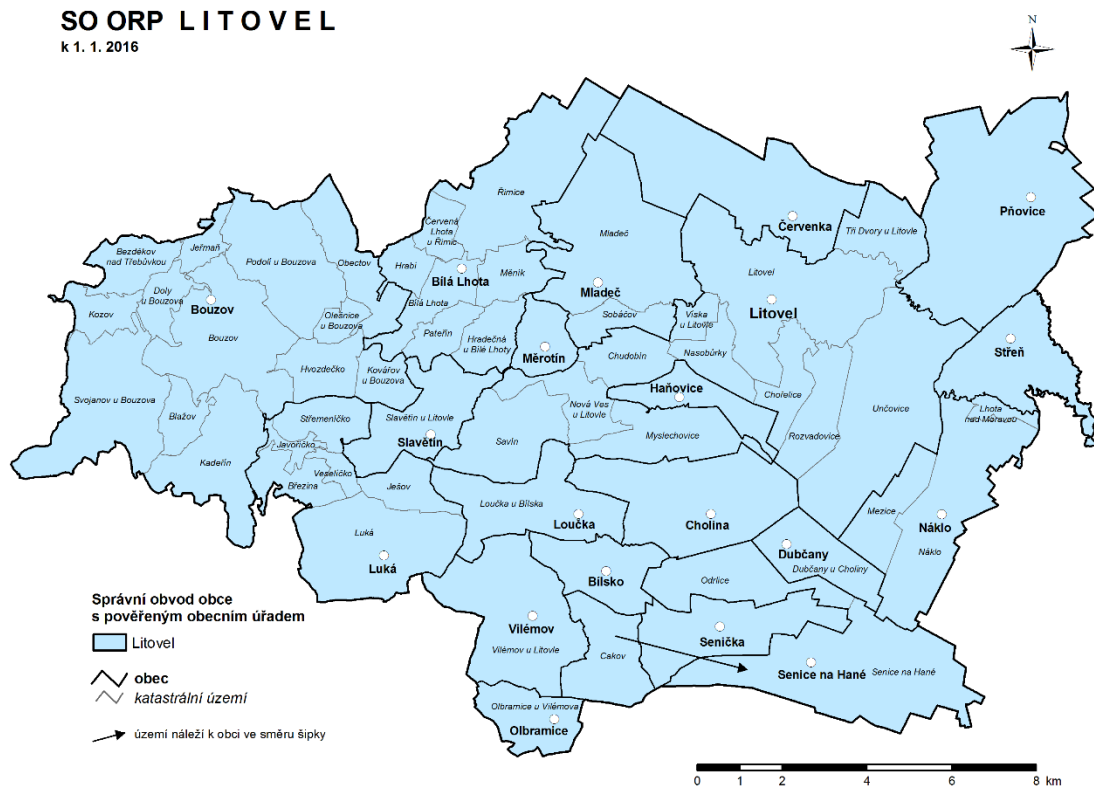 SO ORP LITOVEL
k 1. 1. 2016
N
Řimice
Pňovice
Červená
Lhota
u Řimic
Červenka
Tři Dvory u Litovle
Mladeč
Bezděkov
nad Třebůvkou
Jeřmaň
Podolí u Bouzova
Obectov
Hrabí
Bílá Lhota
Měník
Litovel
Doly
u Bouzova
Bouzov
Bílá Lhota
Mladeč
Kozov
Olešnice
u Bouzova
Sobáčov
Víska
u Litovle
Litovel
Bouzov
Pateřín
Hradečná
u Bílé Lhoty
Měrotín
Chudobín
Nasobůrky
Střeň
Hvozdečko
Kovářov
u Bouzova
Haňovice
Chořelice
Svojanov u Bouzova
Blažov
Střemeníčko
Slavětín u Litovle
Slavětín
Nová Ves
u Litovle
Unčovice
Lhota
nad Moravou
Savín
Myslechovice
Rozvadovice
Javoříčko
Kadeřín
Veselíčko
Březina
Ješov
Loučka u Bílska
Loučka
Cholina
Mezice
Náklo
Luká
Luká
Dubčany
Náklo
Dubčany u Choliny
Bílsko
Odrlice
Správní obvod obce
s pověřeným obecním úřadem
Litovel
Vilémov
Vilémov u Litovle
Cakov
Senička
Senice na Hané
Senice na Hané
obec
katastrální území
Olbramice u Vilémova
Olbramice
území náleží k obci ve směru šipky
0 1 2 4 6 8 km